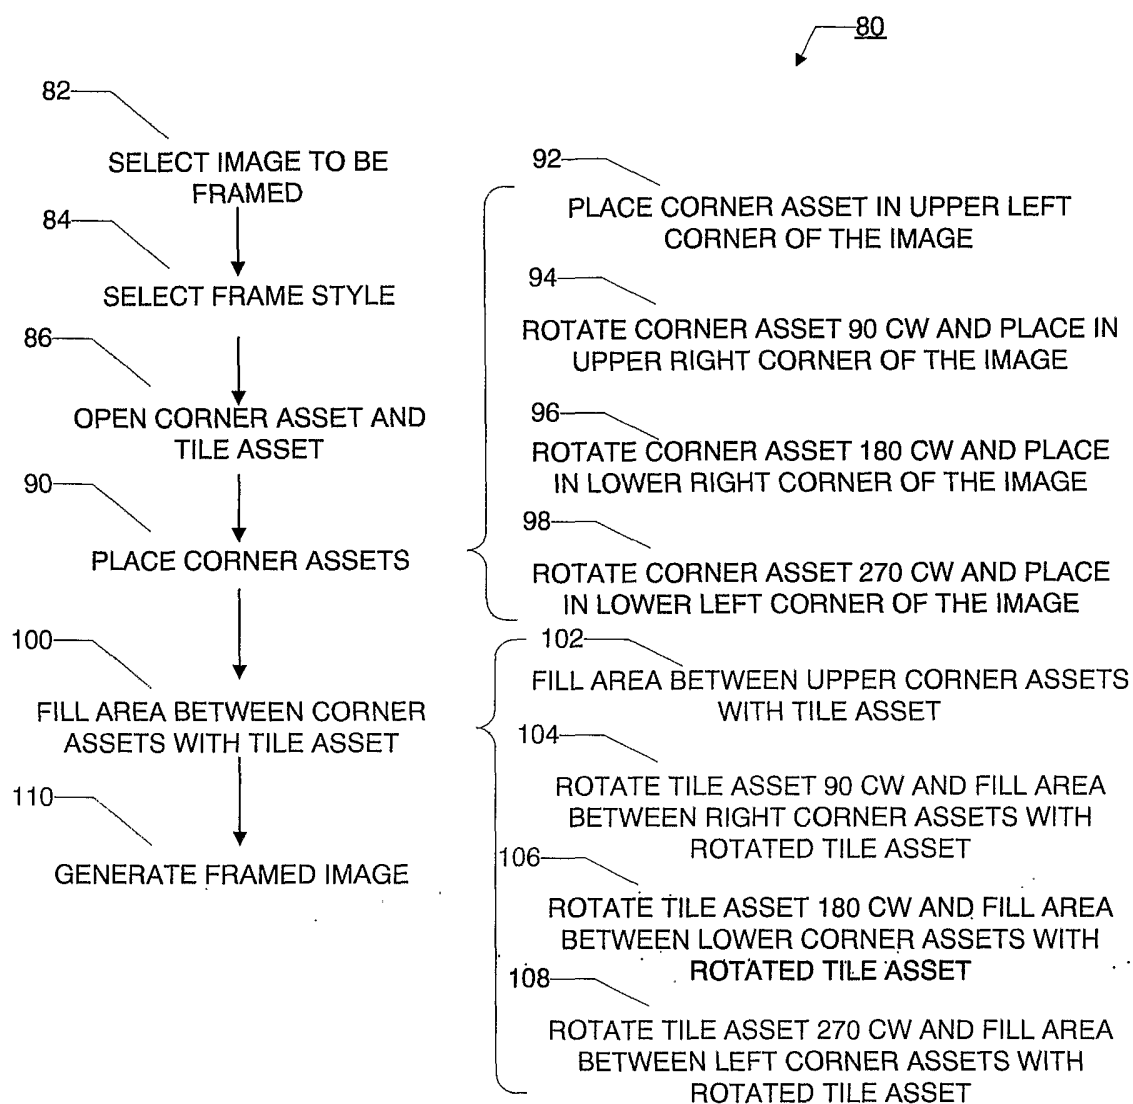 80
82
SELECT IMAGE TO BE
FRAMED
84
SELECT FRAME STYLE
86
OPEN CORNER ASSET AND
TILE ASSET
90
PLACE CORNER ASSETS
100
FILL AREA BETWEEN CORNER
ASSETS WITH TILE ASSET
110
GENERATE FRAMED IMAGE
92
PLACE CORNER ASSET IN UPPER LEFT
CORNER OF THE IMAGE
94
ROTATE CORNER ASSET 90 CW AND PLACE IN
UPPER RIGHT CORNER OF THE IMAGE
96
ROTATE CORNER ASSET 180 CW AND PLACE
IN LOWER RIGHT CORNER OF THE IMAGE
98
ROTATE CORNER ASSET 270 CW AND PLACE
IN LOWER LEFT CORNER OF THE IMAGE
102
FILL AREA BETWEEN UPPER CORNER ASSETS
WITH TILE ASSET
104
ROTATE TILE ASSET 90 CW AND FILL AREA
BETWEEN RIGHT CORNER ASSETS WITH
ROTATED TILE ASSET
106
ROTATE TILE ASSET 180 CW AND FILL AREA
BETWEEN LOWER CORNER ASSETS WITH
ROTATED TILE ASSET
108
ROTATE TILE ASSET 270 CW AND FILL AREA
BETWEEN LEFT CORNER ASSETS WITH
ROTATED TILE ASSET